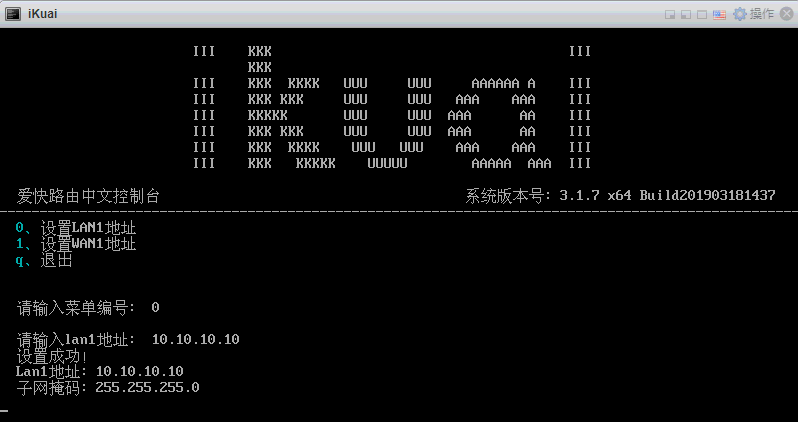 iKuai 操作
III    KKK                                     III
       KKK
III    KKK  KKKK   UUU     UUU     AAAAAA A    III
III    KKK KKK     UUU     UUU   AAA    AAA    III
III    KKKKK       UUU     UUU  AAA      AA    III
III    KKK KKK     UUU     UUU  AAA      AA    III
III    KKK  KKKK    UUU   UUU    AAA    AAA    III
III    KKK   KKKKK    UUUUU        AAAAA  AAA  III
爱快路由中文控制台 系统版本号: 3.1.7 x64 Build201903181437
0、设置LAN1地址
1、设置WAN1地址
q、退出
请输入菜单编号: 0
请输入lan1地址: 10.10.10.10
设置成功!
Lan1地址: 10.10.10.10
子网掩码: 255.255.255.0